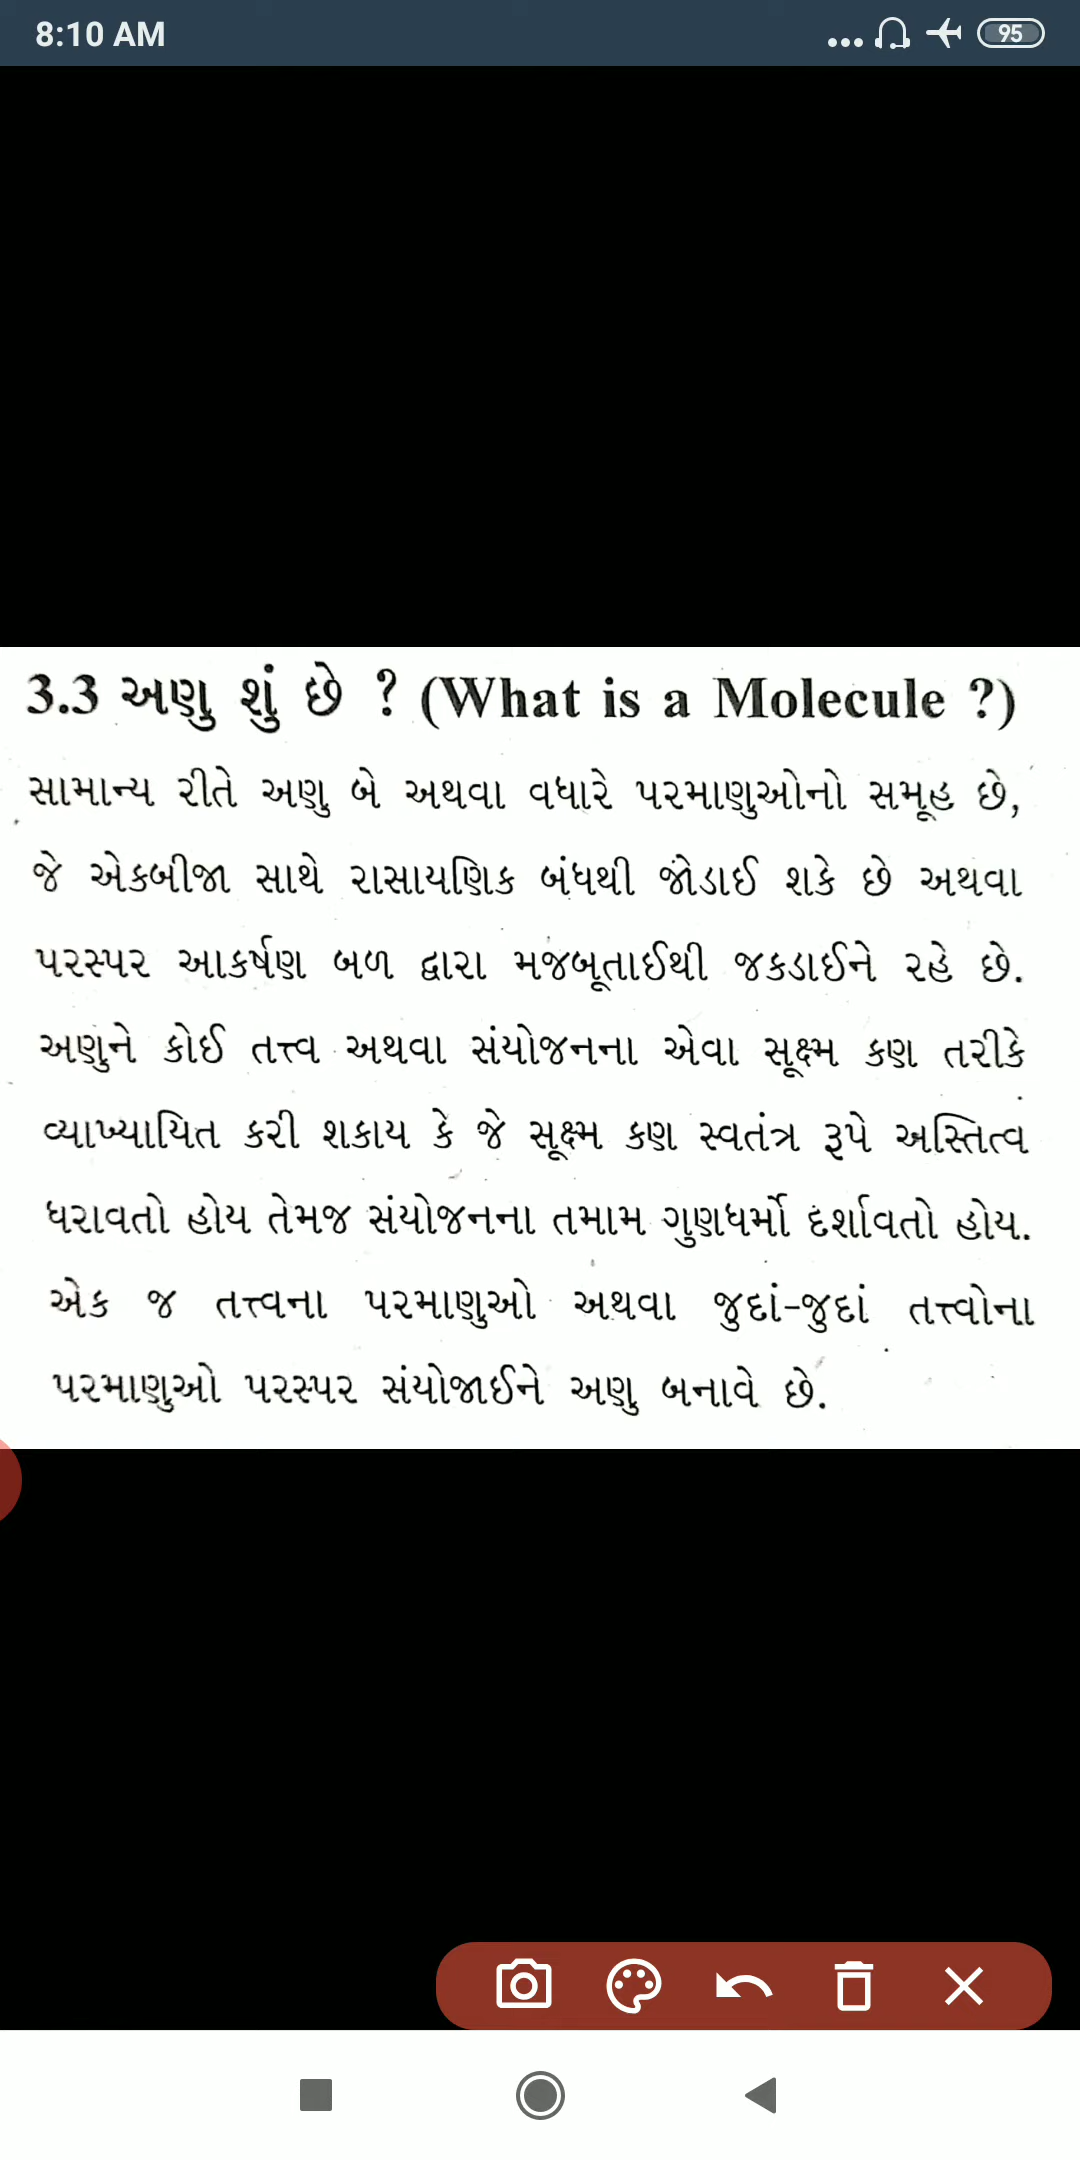 8:10 AM
95
3.3 અણુ શું છે ? (What is a Molecule ?)
સામાન્ય રીતે અણુ બે અથવા વધારે પરમાણુઓનો સમૂહ છે,
જે એકબીજા સાથે રાસાયણિક બંધથી જોડાઈ શકે છે અથવા
પરસ્પર આકર્ષણ બળ દ્વારા મજબૂતાઈથી જકડાઈને રહે છે.
અણુને કોઈ તત્ત્વ અથવા સંયોજનના એવા સૂક્ષ્મ કણ તરીકે
વ્યાખ્યાયિત કરી શકાય કે જે સૂક્ષ્મ કણ સ્વતંત્ર રૂપે અસ્તિત્વ
ધરાવતો હોય તેમજ સંયોજનના તમામ ગુણધર્મો દર્શાવતો હોય.
એક જ તત્ત્વના પરમાણુઓ અથવા જુદાં-જુદાં તત્ત્વોના
પરમાણુઓ પરસ્પર સંયોજાઈને અણુ બનાવે છે.